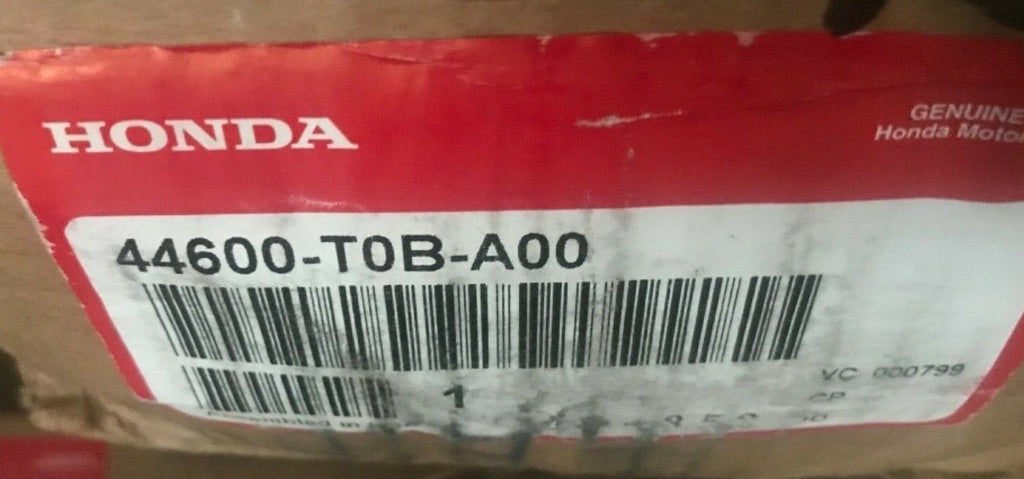 HONDA
GENUINE
Honda Motor
44600-T0B-A00
1
VC 000799
CP